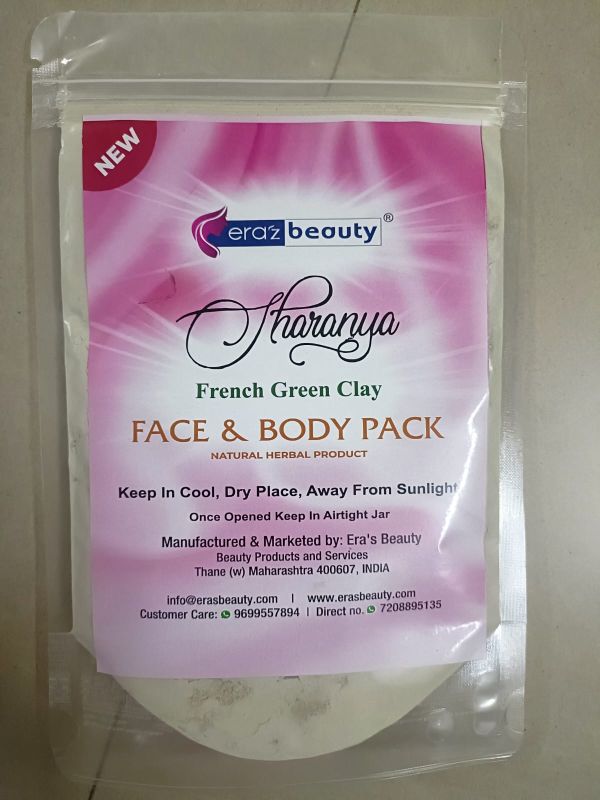 NEW
eraz beauty®
Sharanya
French Green Clay
FACE & BODY PACK
NATURAL HERBAL PRODUCT
Keep In Cool, Dry Place, Away From Sunlight
Once Opened Keep In Airtight Jar
Manufactured & Marketed by: Era's Beauty
Beauty Products and Services
Thane (w) Maharashtra 400607, INDIA
info@erasbeauty.com | www.erasbeauty.com
Customer Care: 9699557894 | Direct no. 7208895135